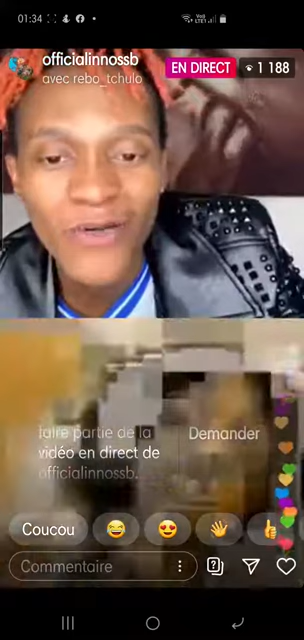 01:34
officialinnossb
avec rebo_tchulo
EN DIRECT
1 188
faire partie de la
vidéo en direct de
officialinnossb.
Demander
Coucou
Commentaire